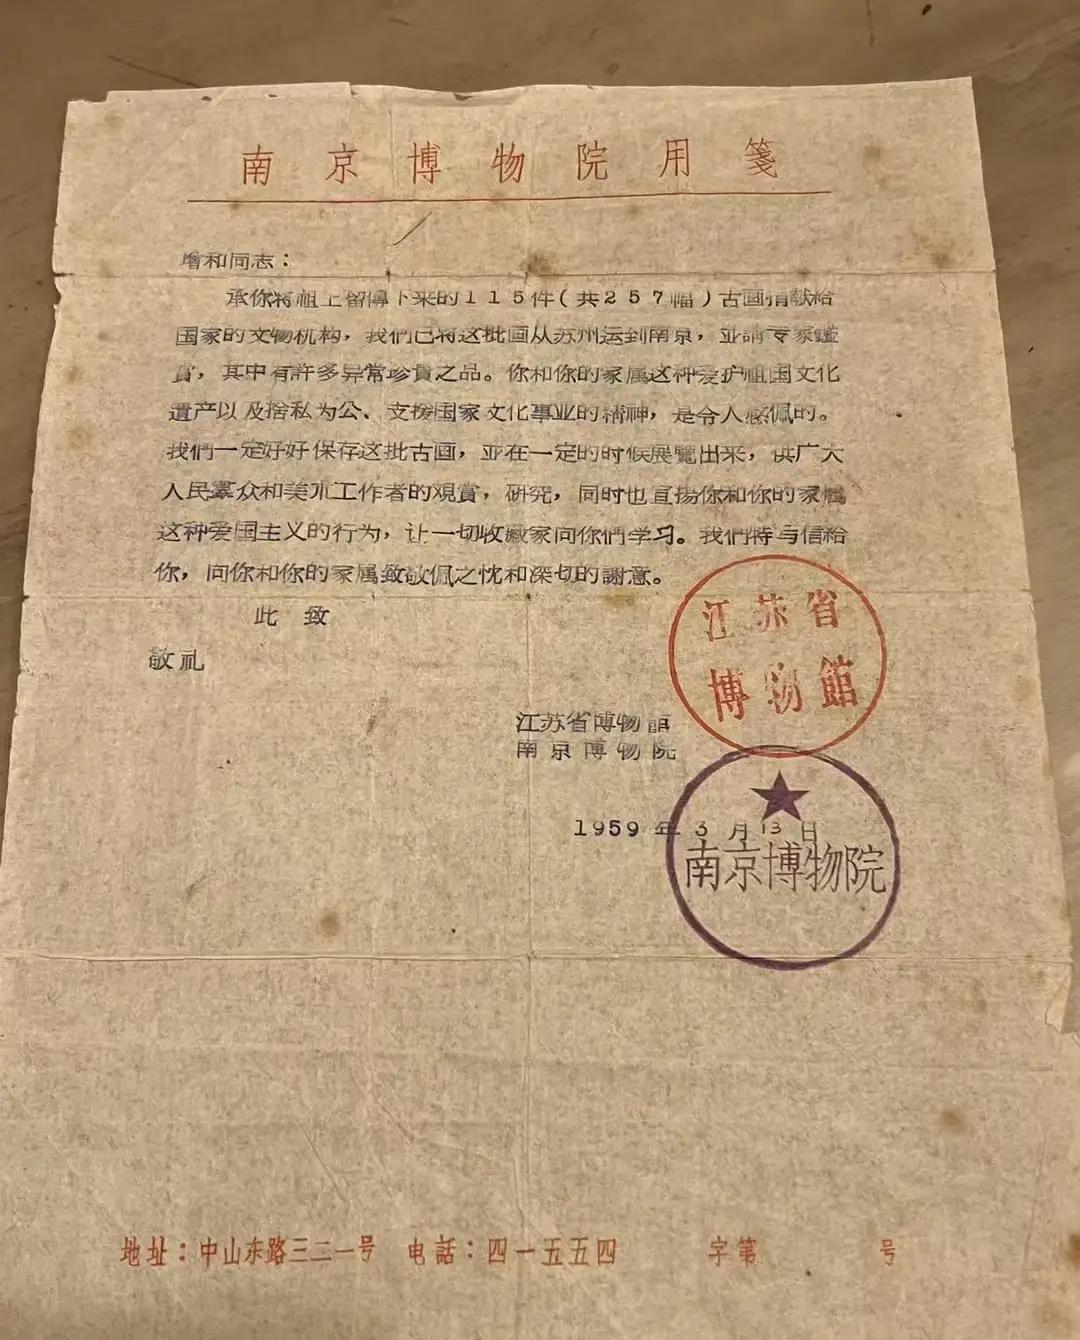 南京博物院用箋
增和同志：
承你将祖上留傳下来的115件(共257幅)古画捐献给
国家的文物机构，我們已将这批画从苏州运到南京，並請专家鑑
賞，其中有許多异常珍貴之品。你和你的家属这种爱护祖国文化
遺产以及捨私为公、支援国家文化事业的精神，是令人感佩的。
我們一定好好保存这批古画，並在一定的时候展覽出来，供广大
人民羣众和美术工作者的观賞，研究，同时也宣揚你和你的家属
这种爱国主义的行为，让一切收藏家向你們学习。我們特与信給
你，向你和你的家属致敬佩之忱和深切的謝意。
此致
敬礼
江苏省博物館
南京博物院
1959年3月13日
江苏省
博物館
南京博物院
地址：中山东路三二一号 电話：四一五五四 字第 号